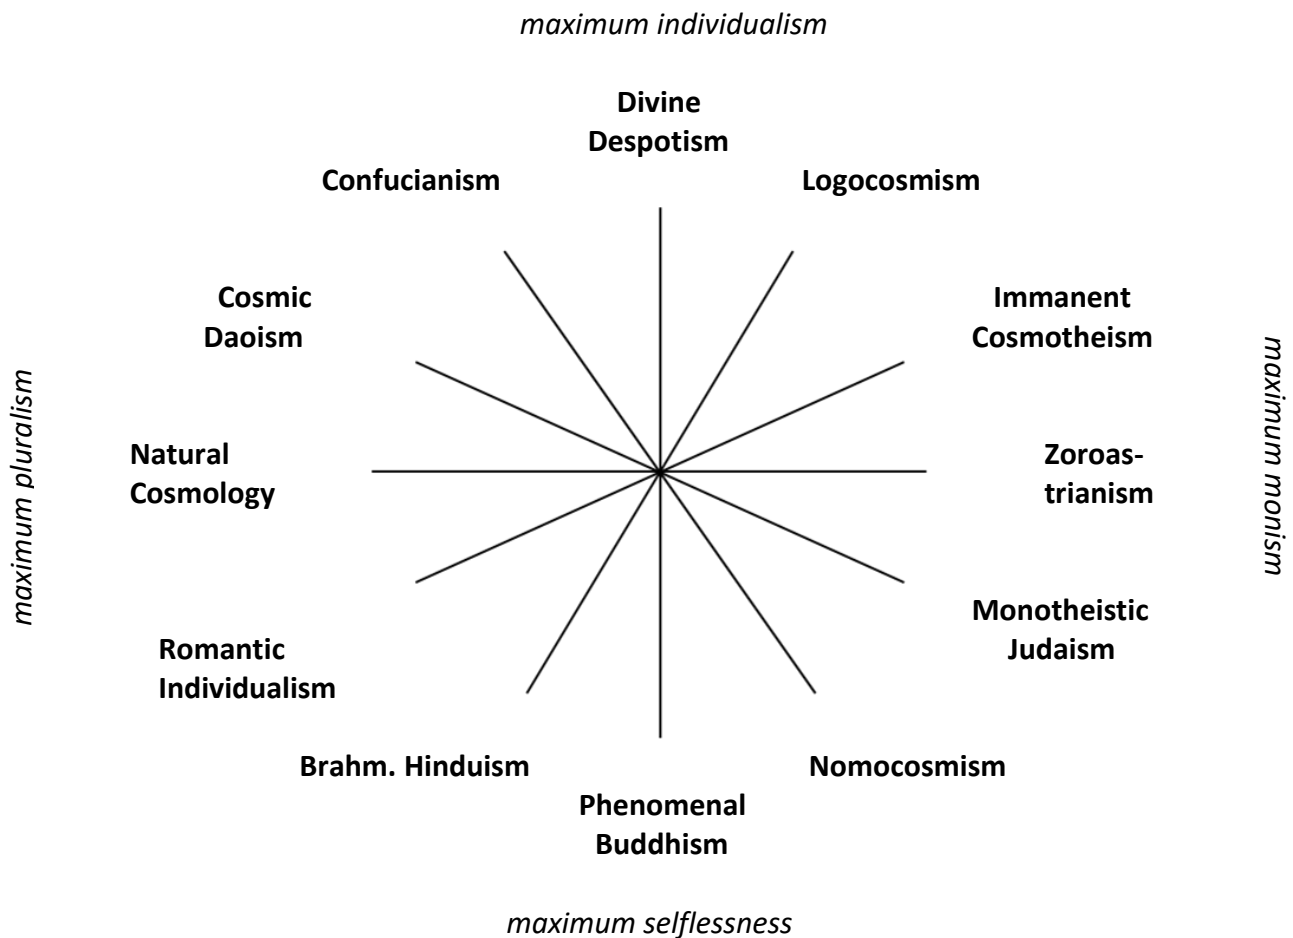 maximum individualism
Divine
Despotism
Confucianism
Logocosmism
Cosmic
Daoism
Immanent
Cosmotheism
maximum pluralism
Natural
Cosmology
Zoroas-
trianism
maximum monism
Romantic
Individualism
Monotheistic
Judaism
Brahm. Hinduism
Nomocosmism
Phenomenal
Buddhism
maximum selflessness